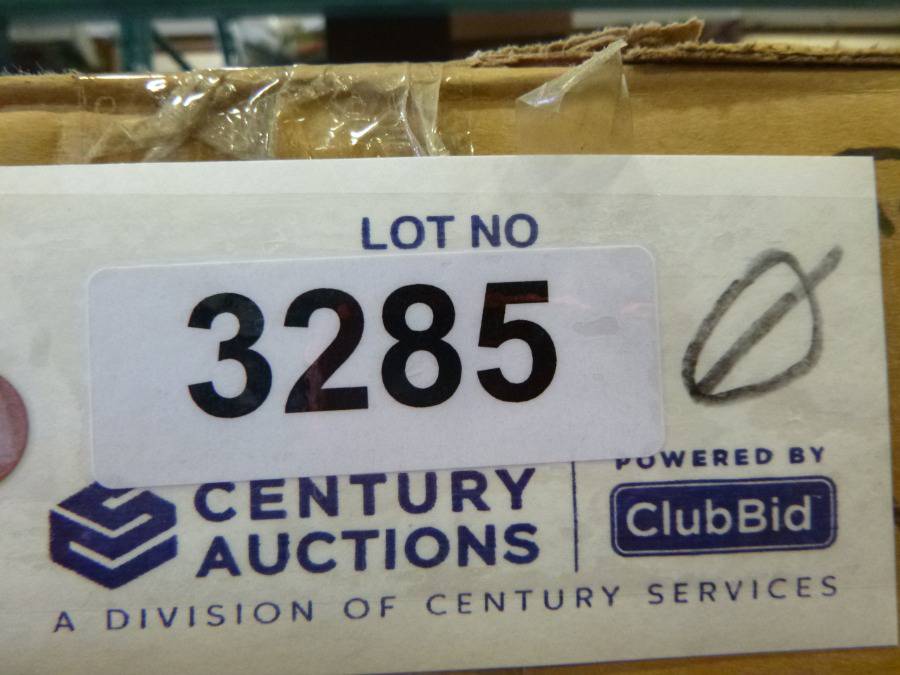 LOT NO
3285
Ø
CENTURY
AUCTIONS
POWERED BY
ClubBid
A DIVISION OF CENTURY SERVICES